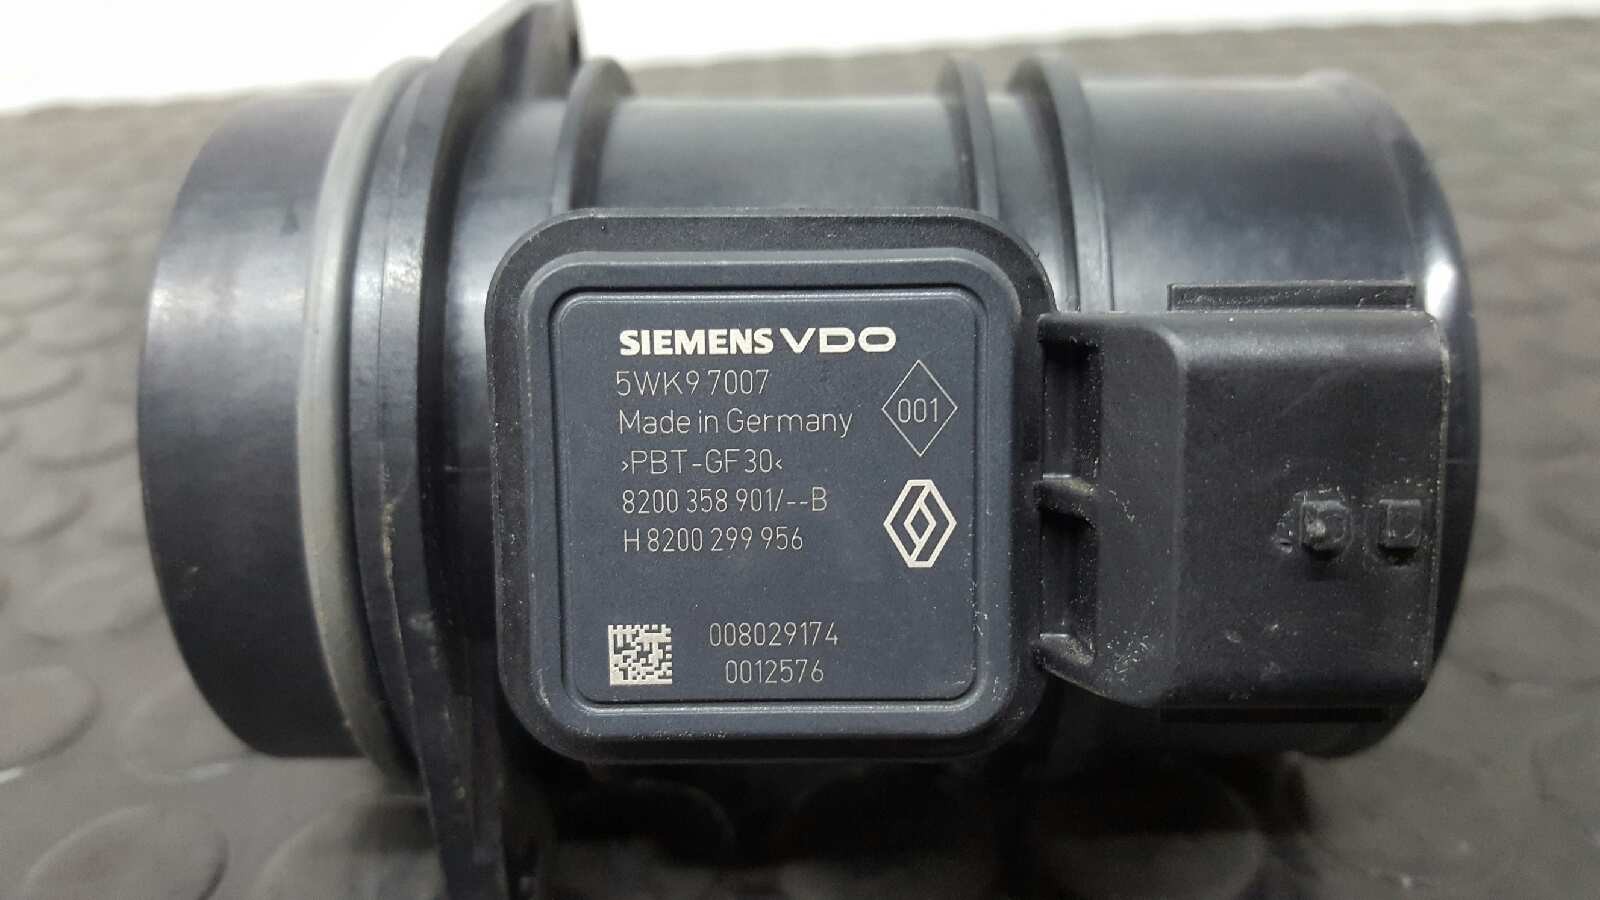 SIEMENS VDO
5WK9 7007
Made in Germany
001
>PBT-GF30<
8200 358 901/--B
H 8200 299 956
008029174
0012576